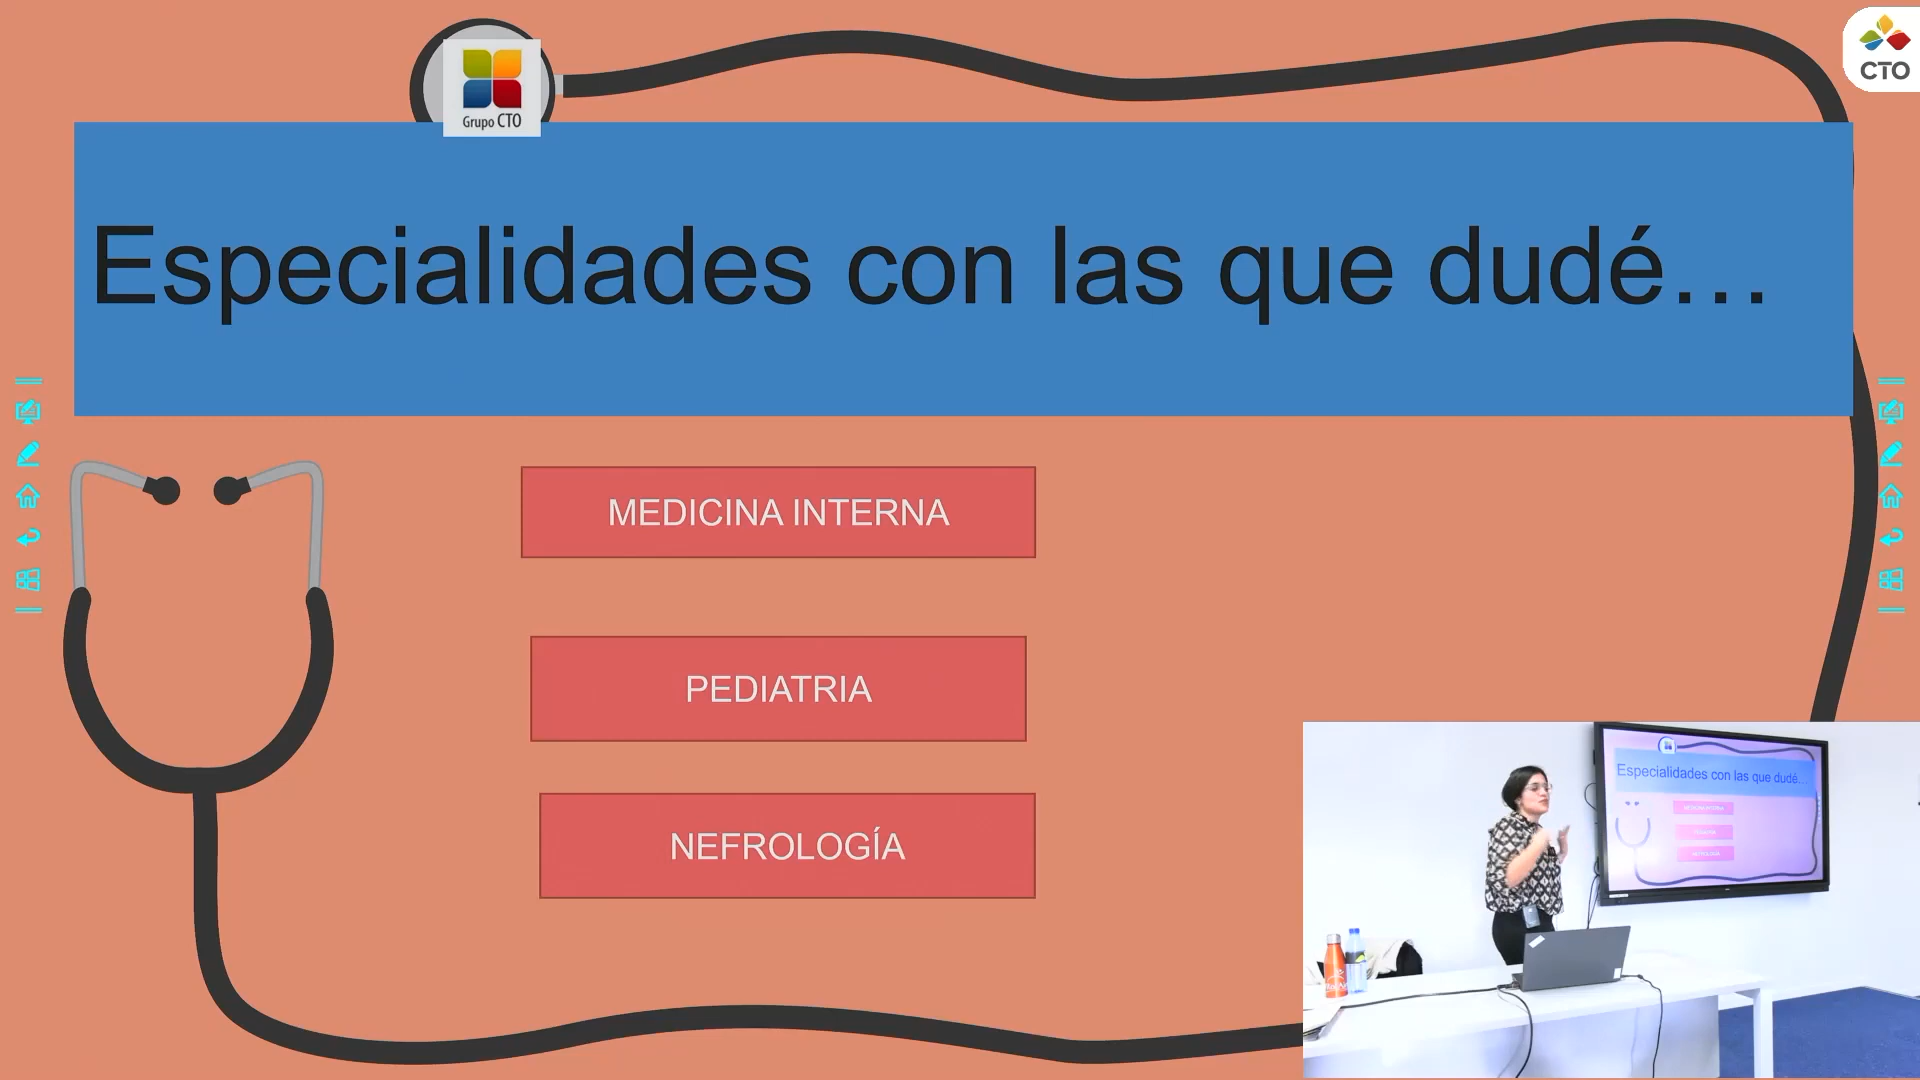 Grupo CTO
CTO
Especialidades con las que dudé...
MEDICINA INTERNA
PEDIATRIA
NEFROLOGÍA
Especialidades con las que dudé...